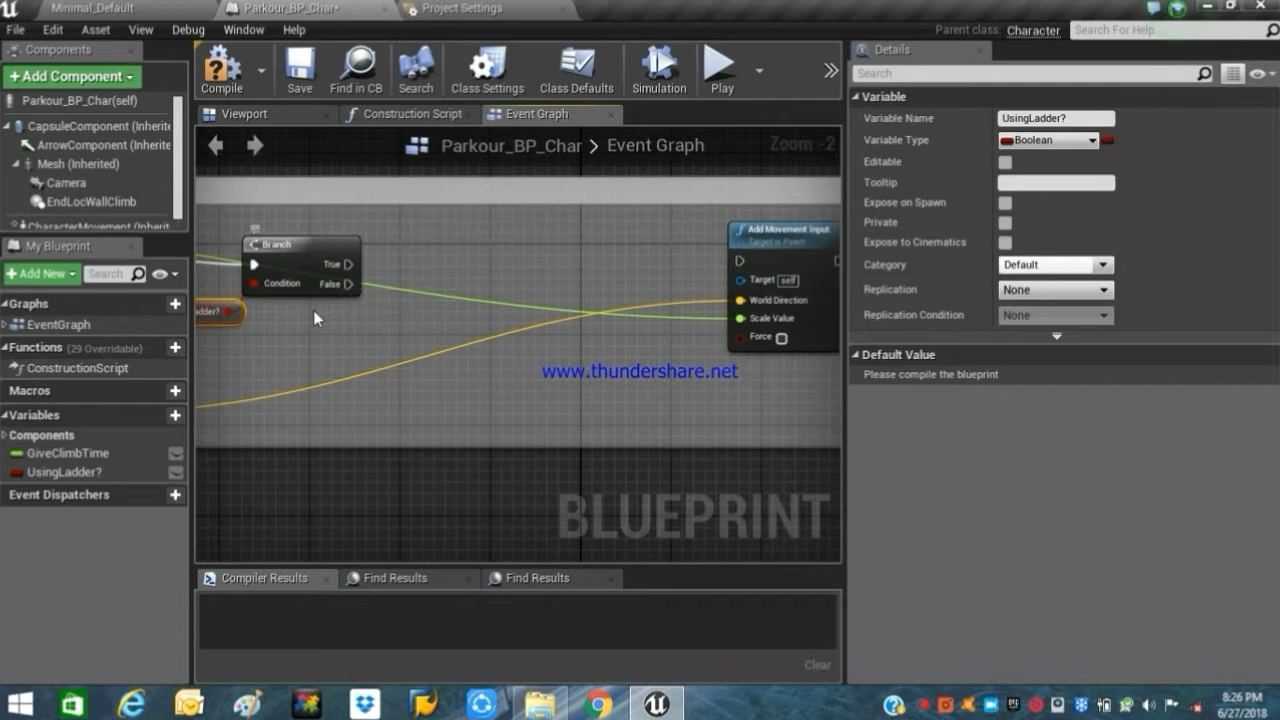 Minimal_Default
Parkour_BP_Char*
Project Settings
File Edit Asset View Debug Window Help
Parent class: Character
Search For Help
Components
Add Component
Parkour_BP_Char(self)
CapsuleComponent (Inherite
ArrowComponent (Inherite
Mesh (Inherited)
Camera
EndLocWallClimb
CharacterMovement (Inherit
My Blueprint
Add New
Search
Graphs
EventGraph
Functions (29 Overridable)
ConstructionScript
Macros
Variables
Components
GiveClimbTime
UsingLadder?
Event Dispatchers
Compile
Save
Find in CB
Search
Class Settings
Class Defaults
Simulation
Play
Viewport
Construction Script
Event Graph
Parkour_BP_Char > Event Graph
Zoom -2
Branch
True
Condition
False
adder?
Add Movement Input
Target is Pawn
Target self
World Direction
Scale Value
Force
www.thundershare.net
BLUEPRINT
Compiler Results
Find Results
Find Results
Clear
Details
Search
Variable
Variable Name UsingLadder?
Variable Type Boolean
Editable
Tooltip
Expose on Spawn
Private
Expose to Cinematics
Category Default
Replication None
Replication Condition None
Default Value
Please compile the blueprint
8:26 PM
6/27/2018